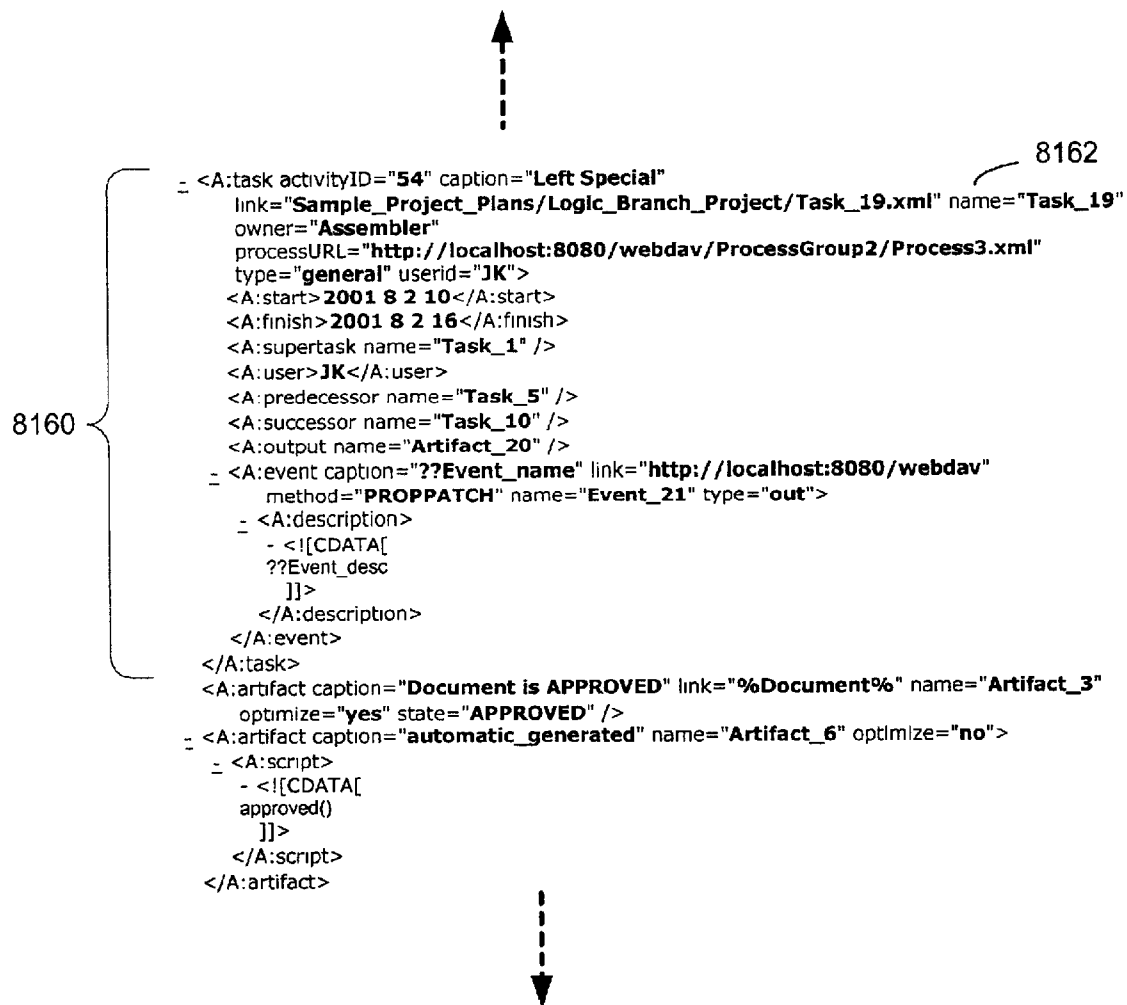 8162
- <A:task activityID="54" caption="Left Special"
link="Sample_Project_Plans/Logic_Branch_Project/Task_19.xml" name="Task_19"
owner="Assembler"
processURL="http://localhost:8080/webdav/ProcessGroup2/Process3.xml"
type="general" userid="JK">
<A:start>2001 8 2 10</A:start>
<A:finish>2001 8 2 16</A:finish>
<A:supertask name="Task_1" />
<A:user>JK</A:user>
<A:predecessor name="Task_5" />
<A:successor name="Task_10" />
8160
<A:output name="Artifact_20" />
- <A:event caption="??Event_name" link="http://localhost:8080/webdav"
method="PROPPATCH" name="Event_21" type="out">
- <A:description>
- <![CDATA[
??Event_desc
]]>
</A:description>
</A:event>
</A:task>
<A:artifact caption="Document is APPROVED" link="%Document%" name="Artifact_3"
optimize="yes" state="APPROVED" />
- <A:artifact caption="automatic_generated" name="Artifact_6" optimize="no">
- <A:script>
- <![CDATA[
approved()
]]>
</A:script>
</A:artifact>